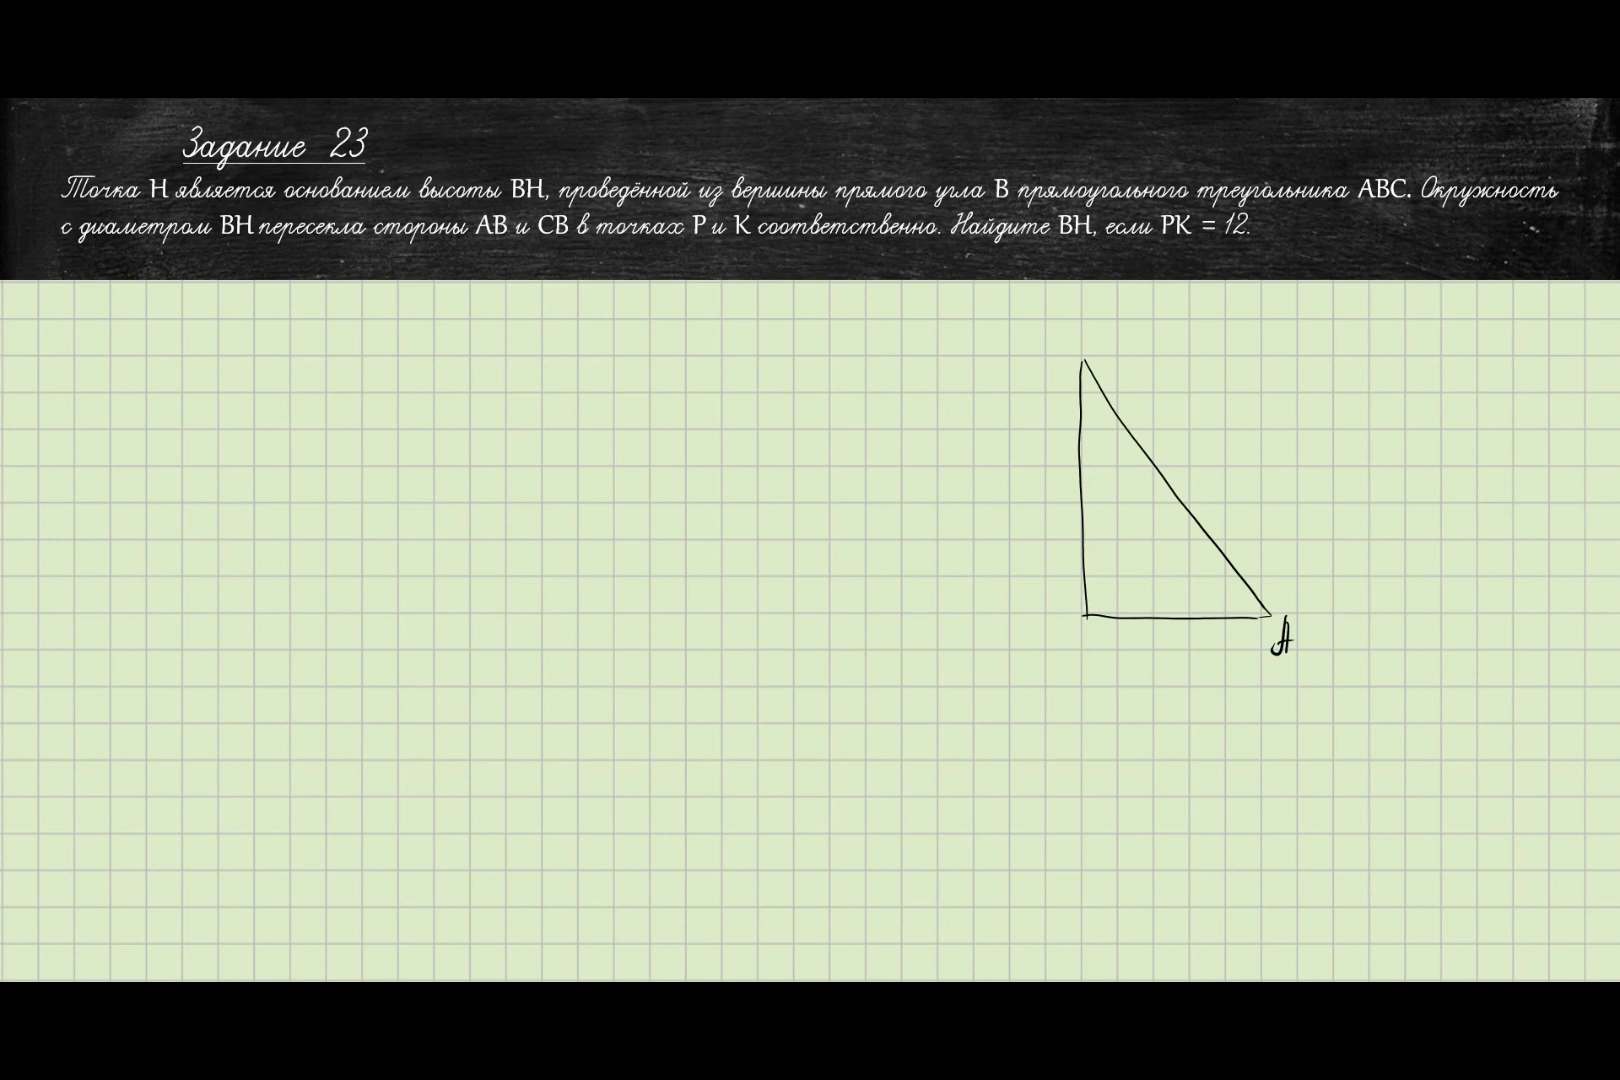 Задание 23
Точка H является основанием высоты BH, проведённой из вершины прямого угла B прямоугольного треугольника ABC. Окружность
с диаметром BH пересекла стороны AB и CB в точках P и K соответственно. Найдите BH, если PK = 12.
A